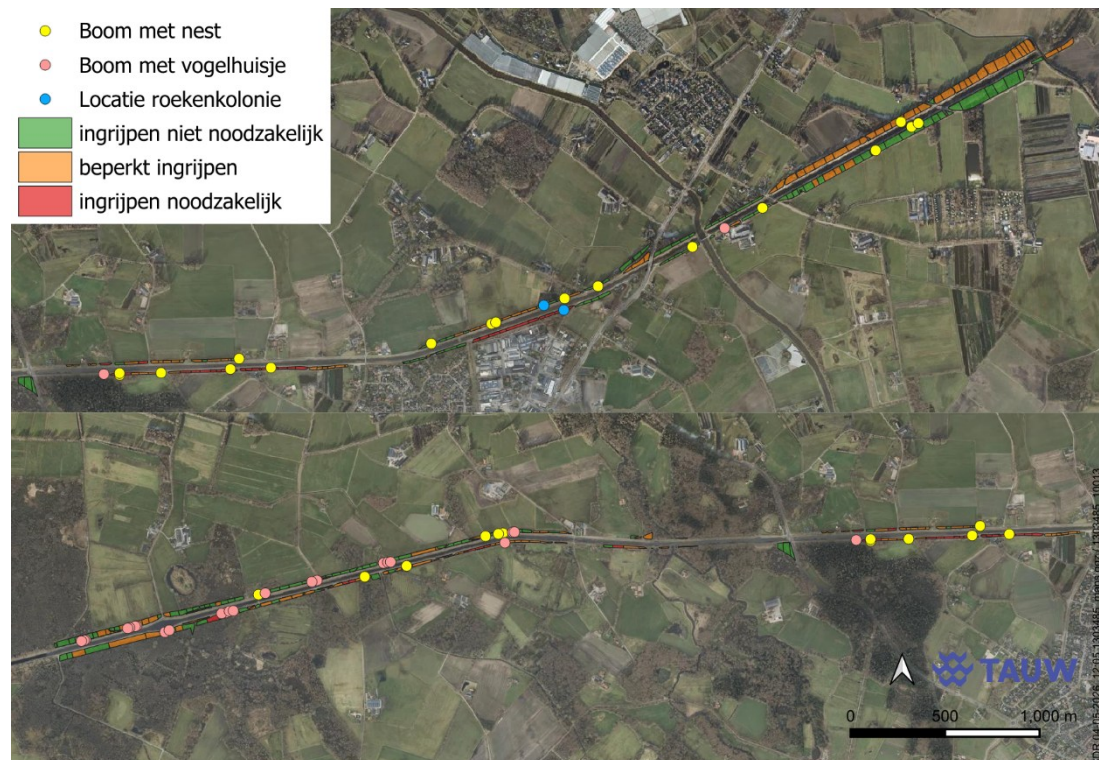 Boom met nest
Boom met vogelhuisje
Locatie roekenkolonie
ingrijpen niet noodzakelijk
beperkt ingrijpen
ingrijpen noodzakelijk
TAUW
0 500 1,000 m